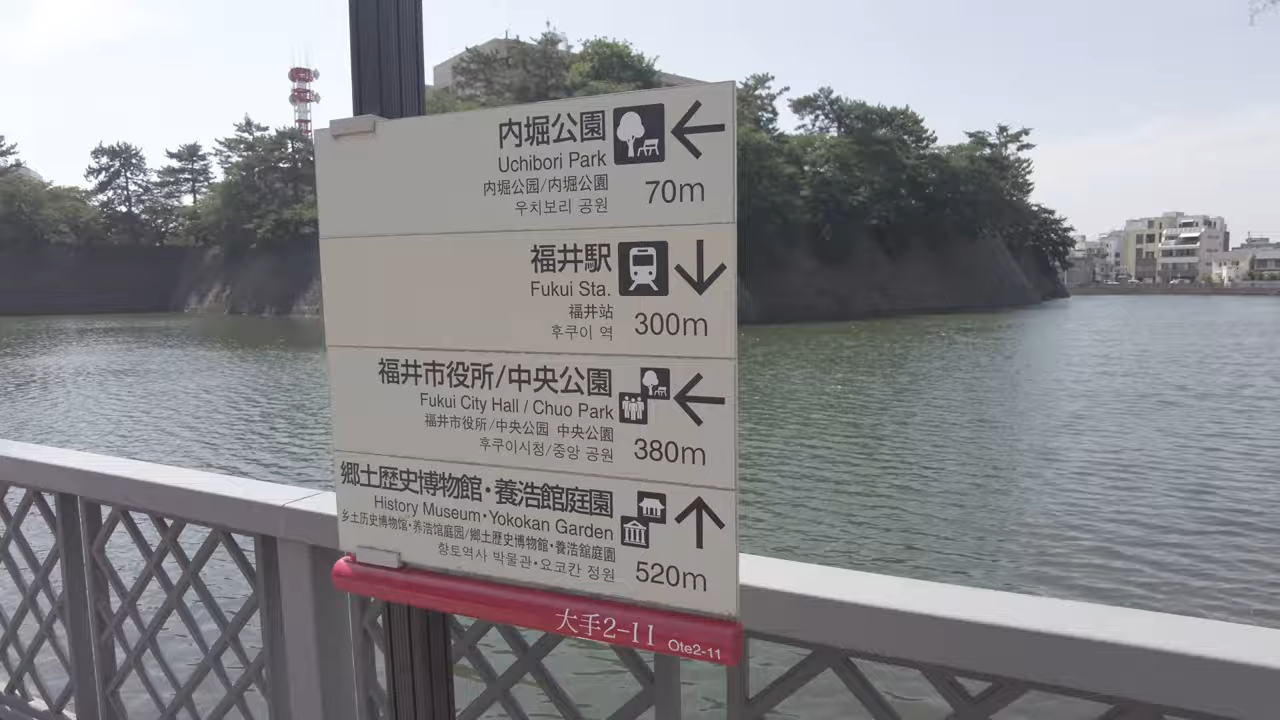 内堀公園
Uchibori Park
内堀公园/内堀公園
우치보리 공원
70m
福井駅
Fukui Sta.
福井站
후쿠이 역
300m
福井市役所/中央公園
Fukui City Hall / Chuo Park
福井市役所/中央公园 中央公園
후쿠이시청/중앙 공원
380m
郷土歴史博物館・養浩館庭園
History Museum・Yokokan Garden
乡土历史博物馆・养浩馆庭园/鄉土歷史博物館・養浩舘庭園
향토역사 박물관・요코칸 정원
520m
大手2-11 Ote2-11